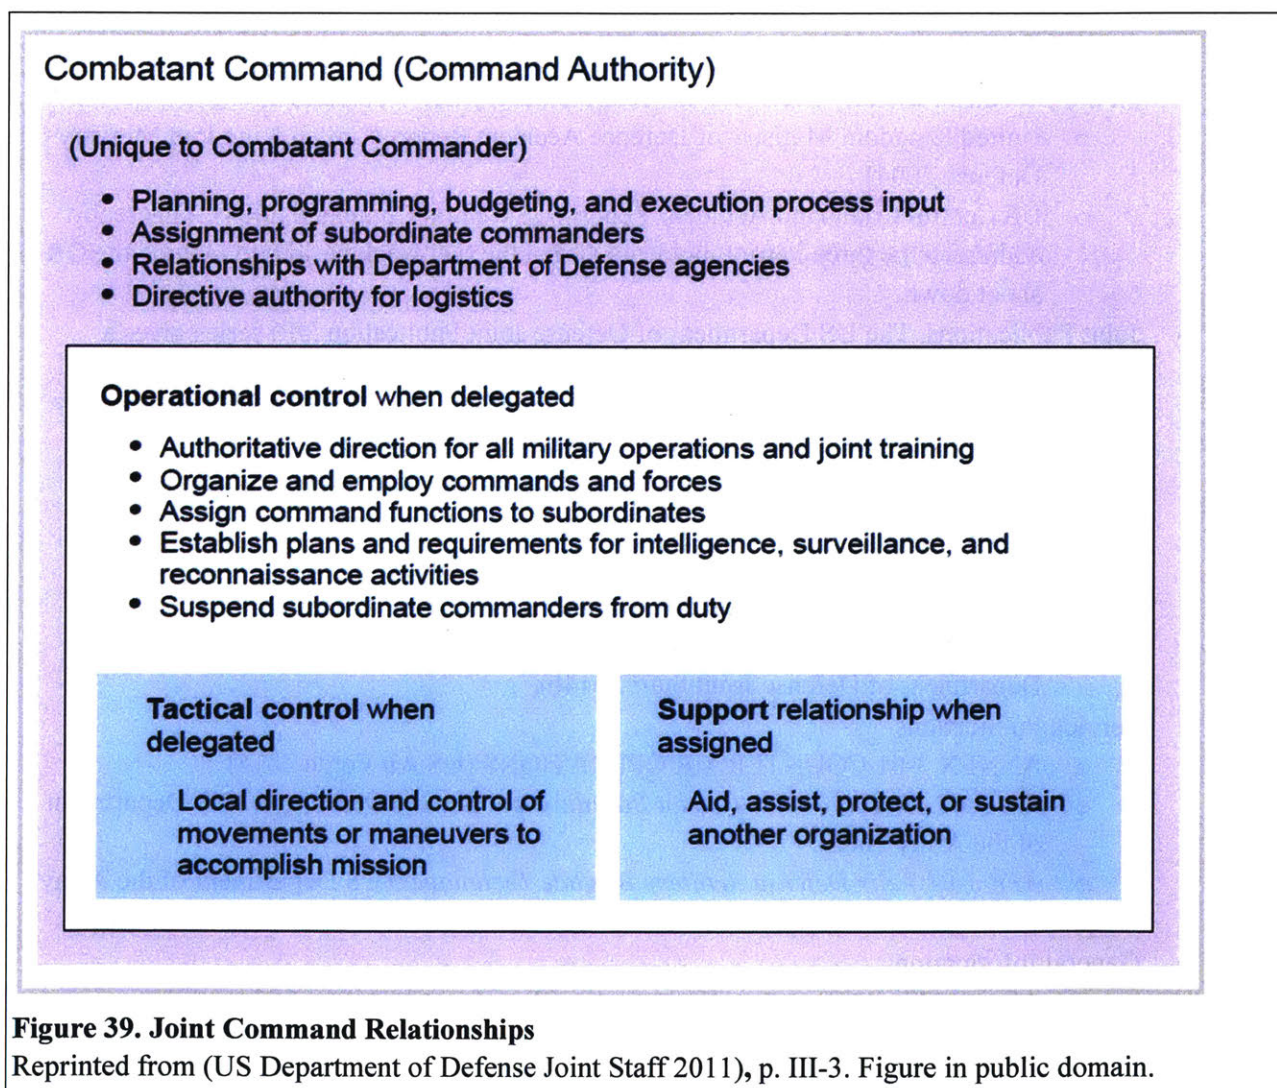 Combatant Command (Command Authority)
(Unique to Combatant Commander)
• Planning, programming, budgeting, and execution process input
• Assignment of subordinate commanders
• Relationships with Department of Defense agencies
• Directive authority for logistics
Operational control when delegated
• Authoritative direction for all military operations and joint training
• Organize and employ commands and forces
• Assign command functions to subordinates
• Establish plans and requirements for intelligence, surveillance, and
reconnaissance activities
• Suspend subordinate commanders from duty
Tactical control when
delegated
Local direction and control of
movements or maneuvers to
accomplish mission
Support relationship when
assigned
Aid, assist, protect, or sustain
another organization
Figure 39. Joint Command Relationships
Reprinted from (US Department of Defense Joint Staff 2011), p. III-3. Figure in public domain.